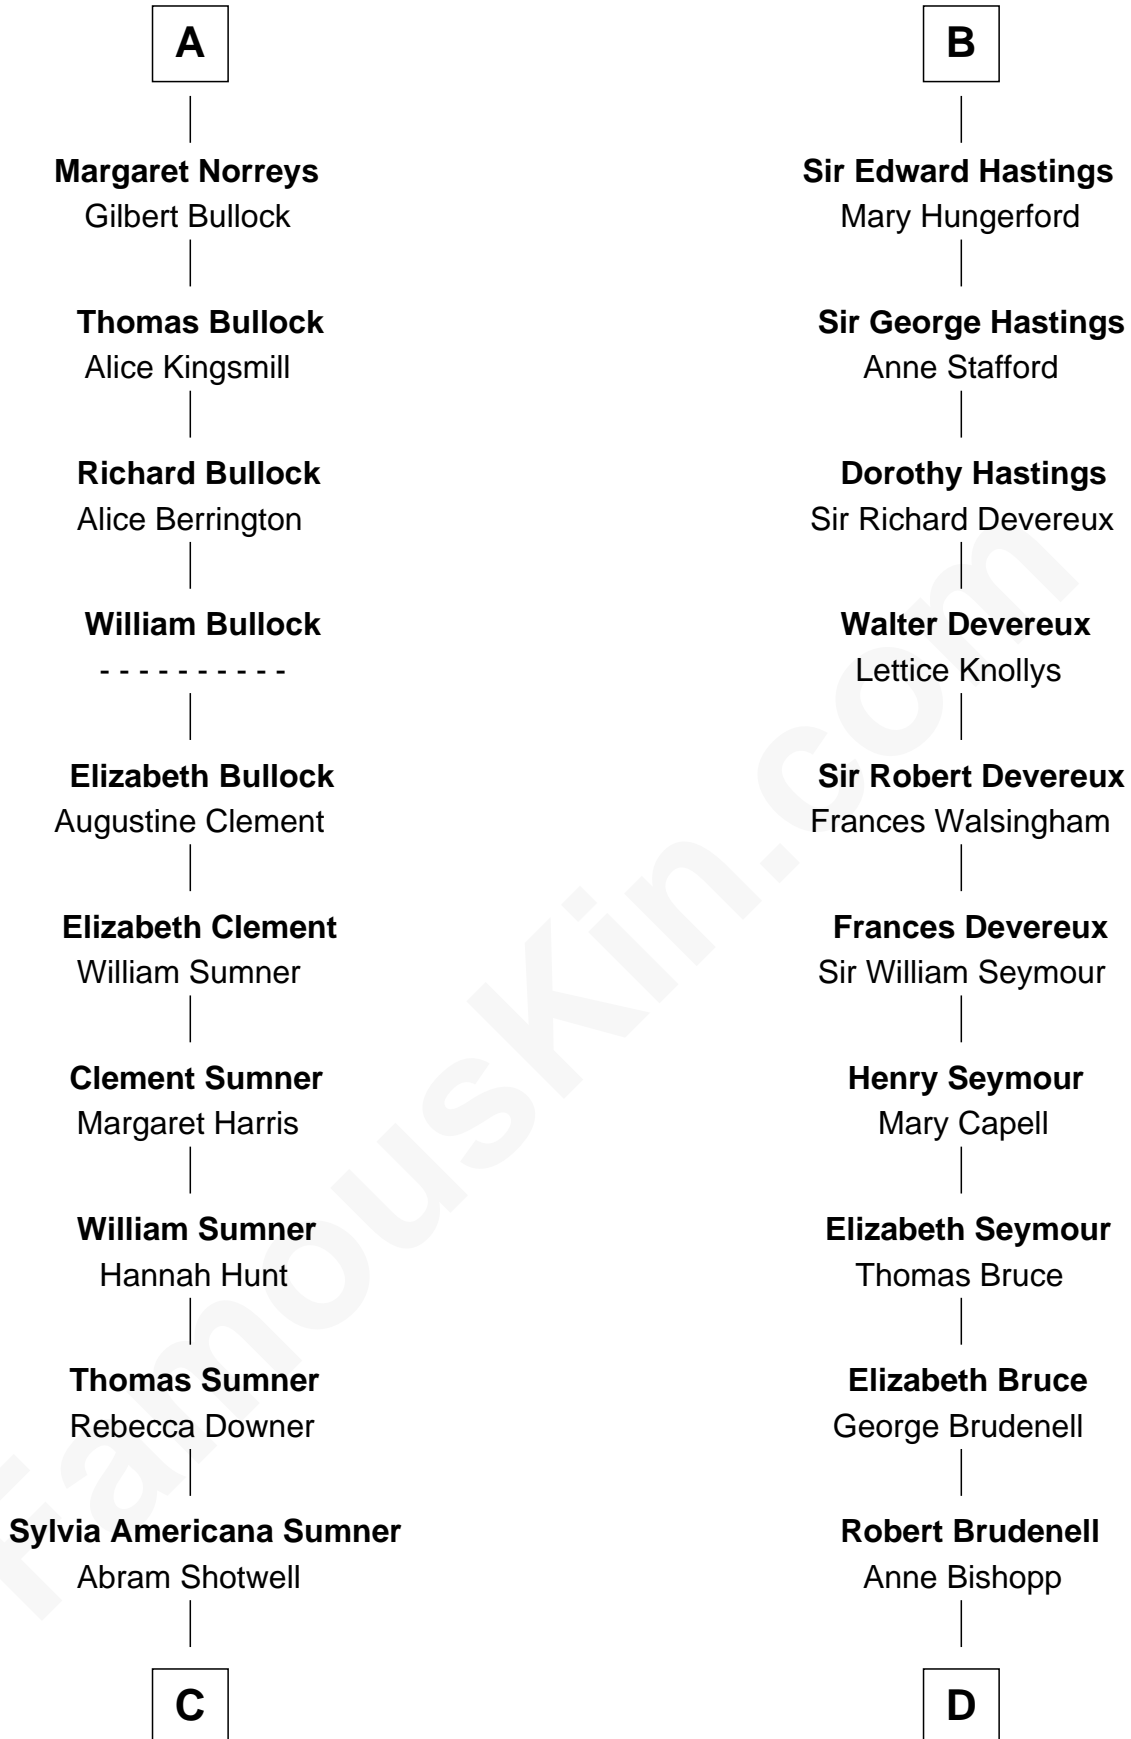 A
B
Margaret Norreys
Gilbert Bullock
Sir Edward Hastings
Mary Hungerford
Thomas Bullock
Alice Kingsmill
Sir George Hastings
Anne Stafford
Richard Bullock
Alice Berrington
Dorothy Hastings
Sir Richard Devereux
William Bullock
- - - - - - - - - -
Walter Devereux
Lettice Knollys
Elizabeth Bullock
Augustine Clement
Sir Robert Devereux
Frances Walsingham
Elizabeth Clement
William Sumner
Frances Devereux
Sir William Seymour
Clement Sumner
Margaret Harris
Henry Seymour
Mary Capell
William Sumner
Hannah Hunt
Elizabeth Seymour
Thomas Bruce
Thomas Sumner
Rebecca Downer
Elizabeth Bruce
George Brudenell
Sylvia Americana Sumner
Abram Shotwell
Robert Brudenell
Anne Bishopp
C
D
FamousKin.com